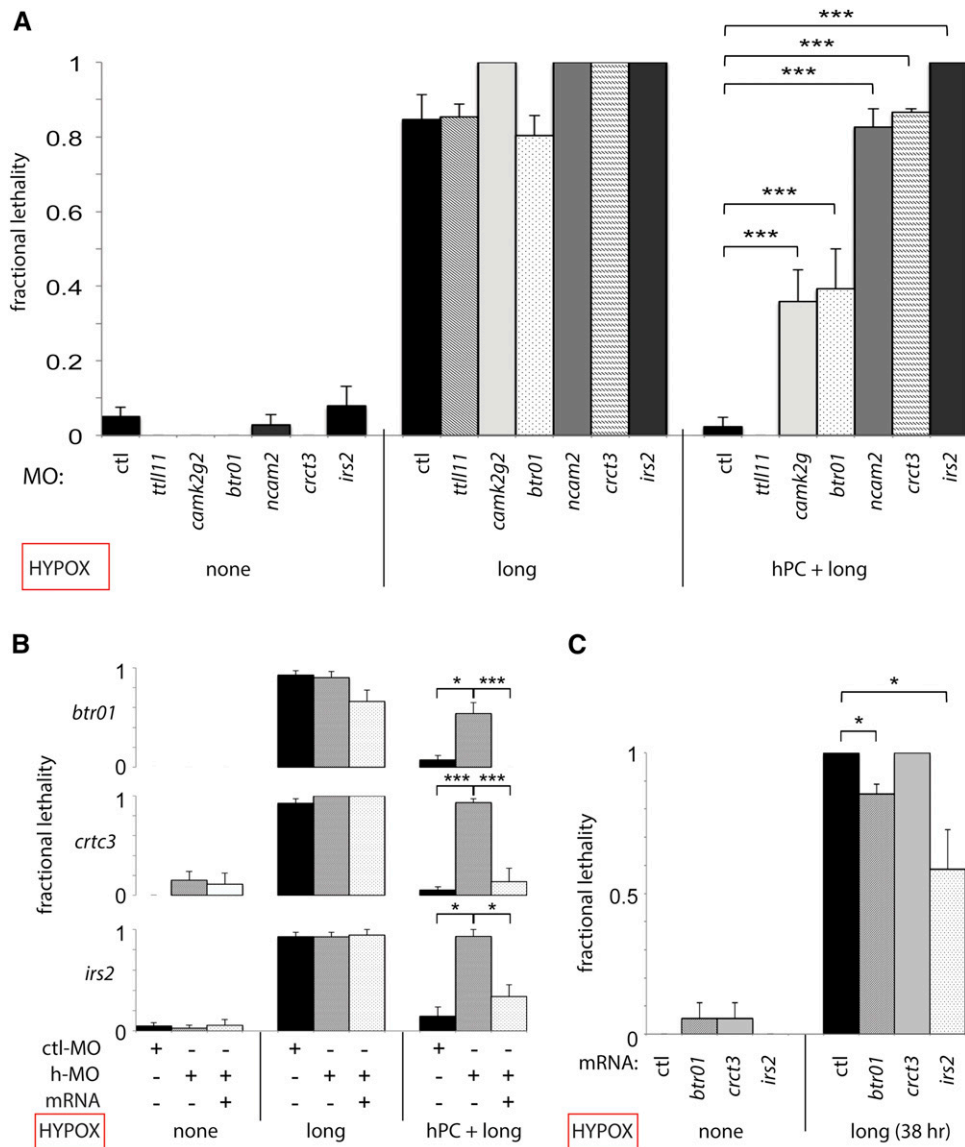 A
fractional lethality
1
0.8
0.6
0.4
0.2
0
*** 
***
***
***
***
MO:
ctl ttll11 camk2g2 btr01 ncam2 crct3 irs2
ctl ttll11 camk2g2 btr01 ncam2 crct3 irs2
ctl ttll11 camk2g btr01 ncam2 crct3 irs2
HYPOX none long hPC + long
B
fractional lethality
btr01 1 0
* ***
crtc3 1 0
*** ***
irs2 1 0
* *
ctl-MO + - - + - - + - -
h-MO - + + - + + - + +
mRNA - - + - - + - - +
HYPOX none long hPC + long
C
fractional lethality
1
0.5
0
*
*
mRNA: ctl btr01 crct3 irs2 ctl btr01 crct3 irs2
HYPOX none long (38 hr)